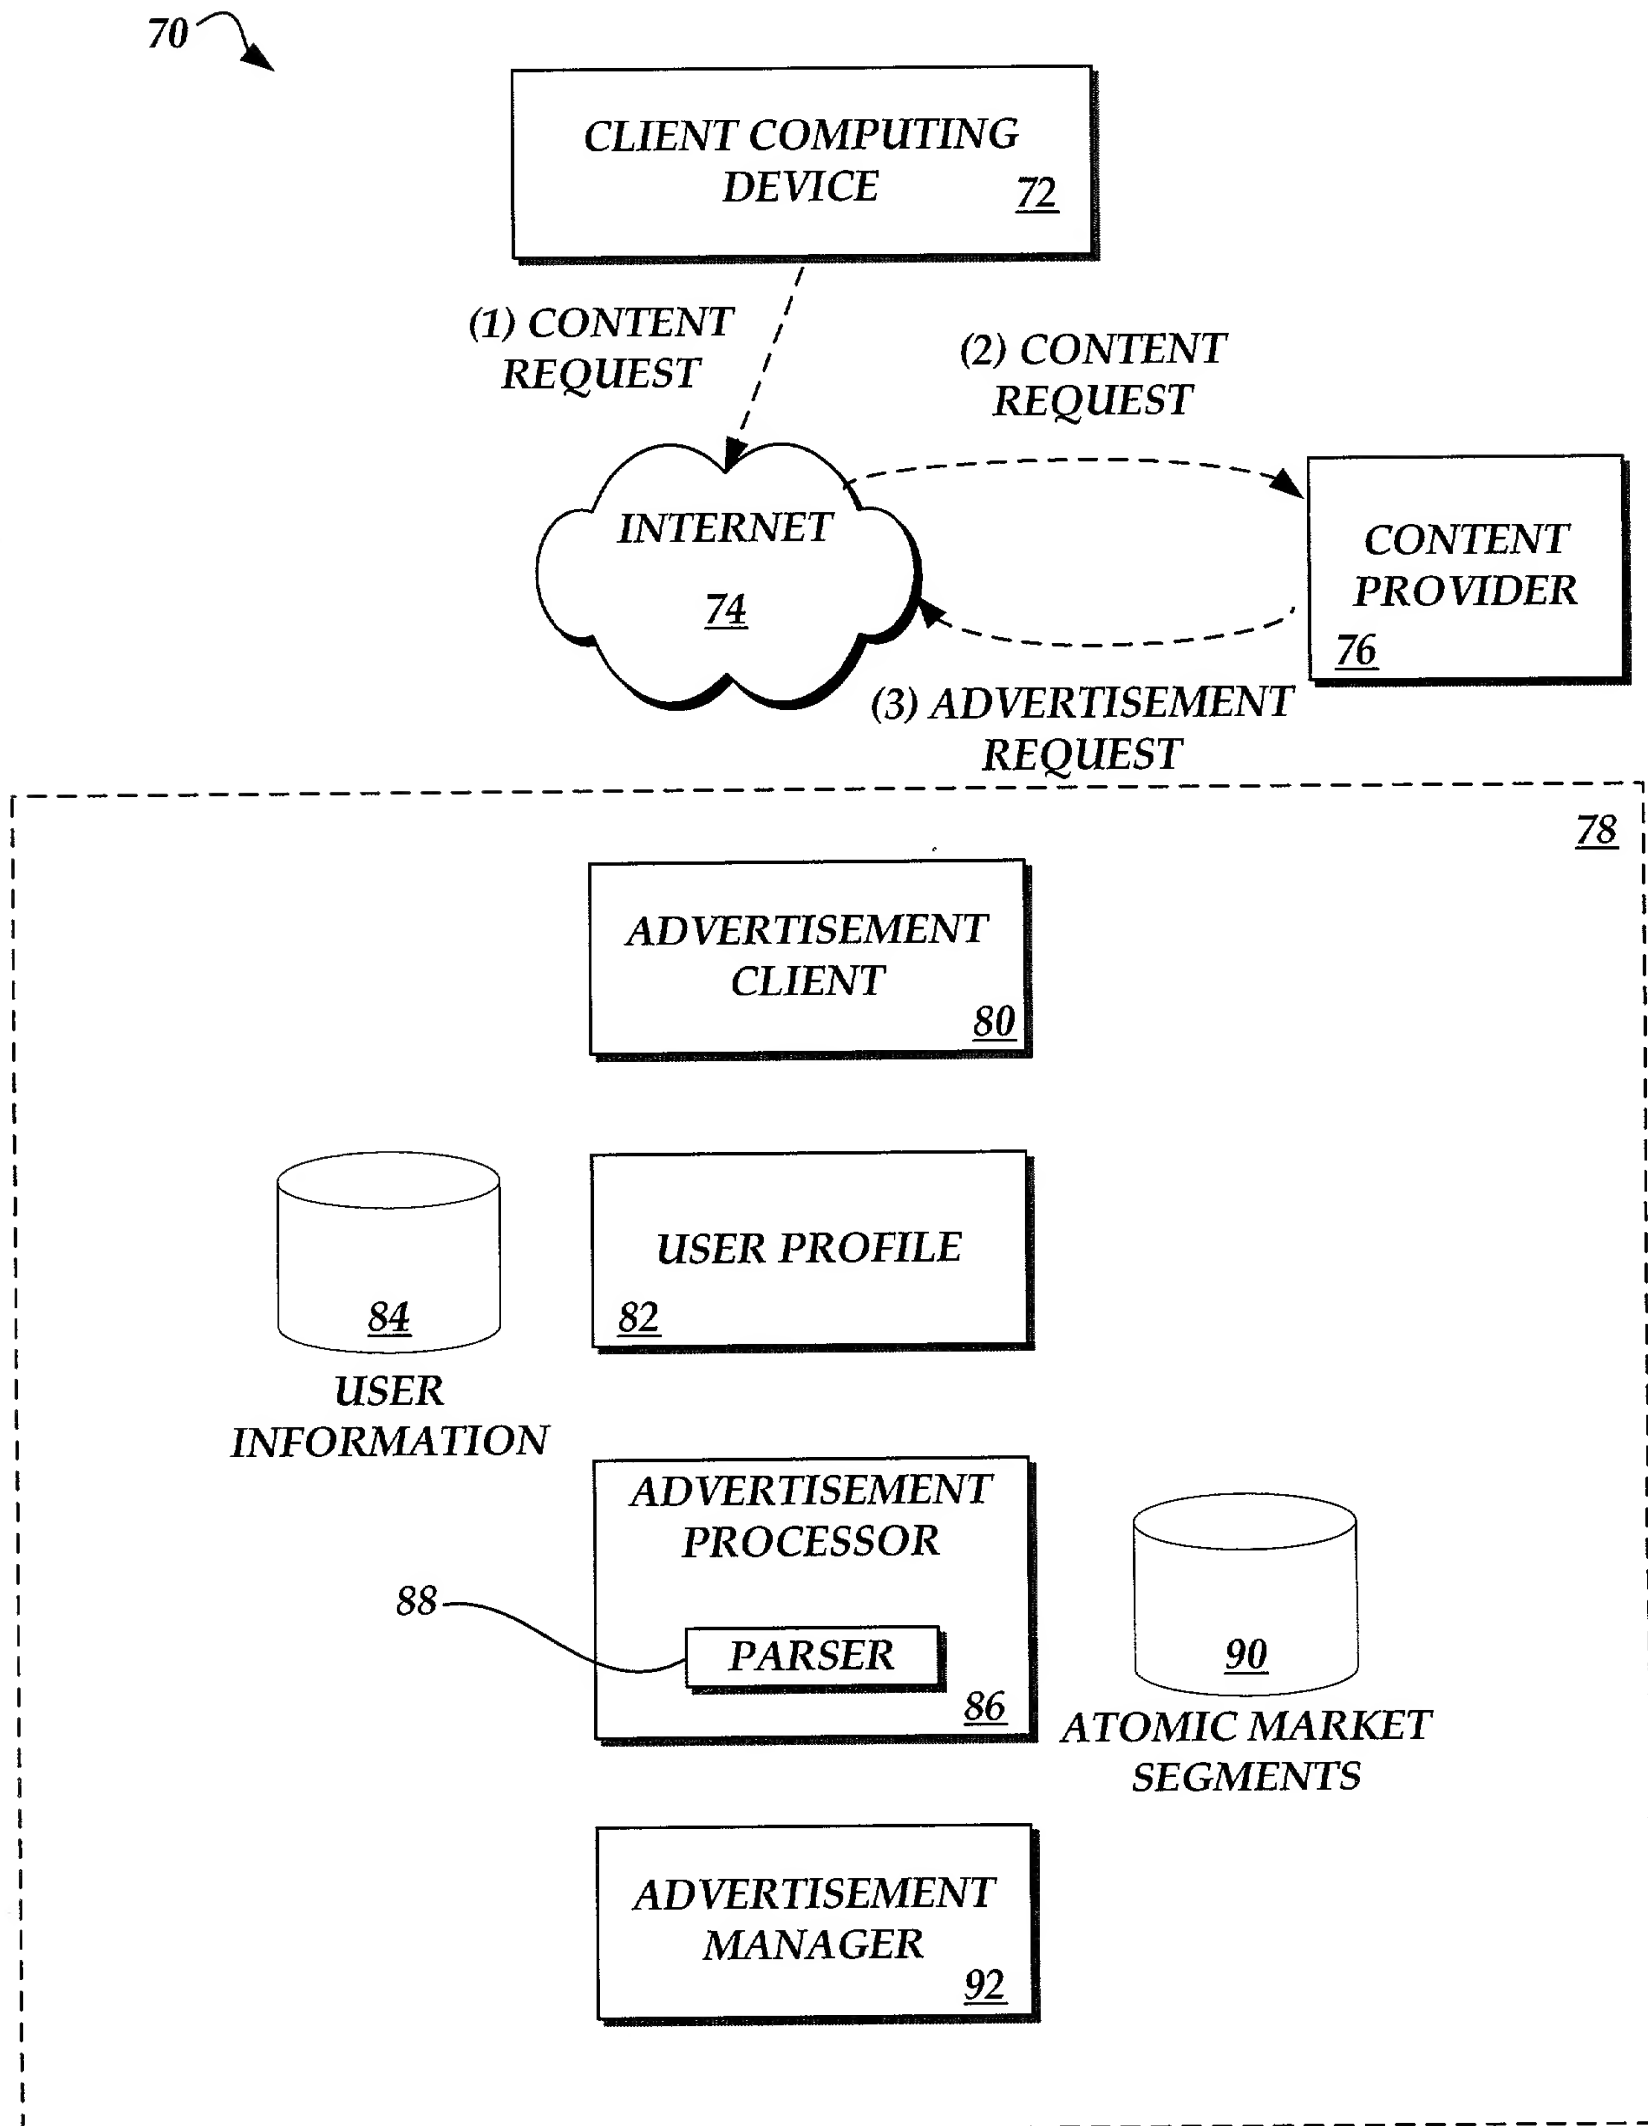 70
CLIENT COMPUTING
DEVICE
72
(1) CONTENT
REQUEST
(2) CONTENT
REQUEST
INTERNET
74
CONTENT
PROVIDER
76
(3) ADVERTISEMENT
REQUEST
78
ADVERTISEMENT
CLIENT
80
84
USER
INFORMATION
USER PROFILE
82
ADVERTISEMENT
PROCESSOR
88
PARSER
86
90
ATOMIC MARKET
SEGMENTS
ADVERTISEMENT
MANAGER
92